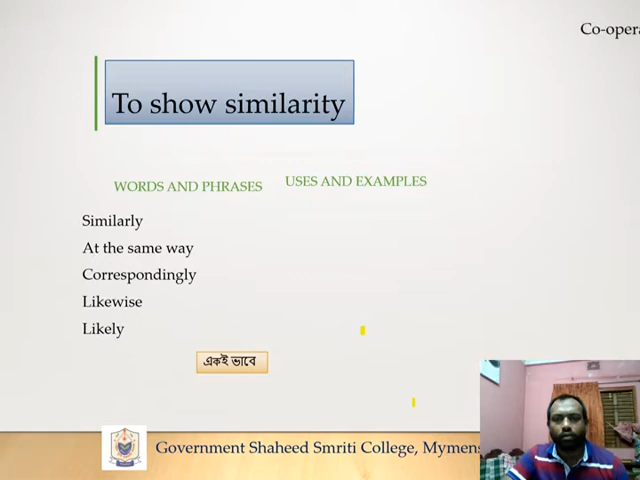 Co-opera
To show similarity
WORDS AND PHRASES
USES AND EXAMPLES
Similarly
At the same way
Correspondingly
Likewise
Likely
একই ভাবে
Government Shaheed Smriti College, Mymens